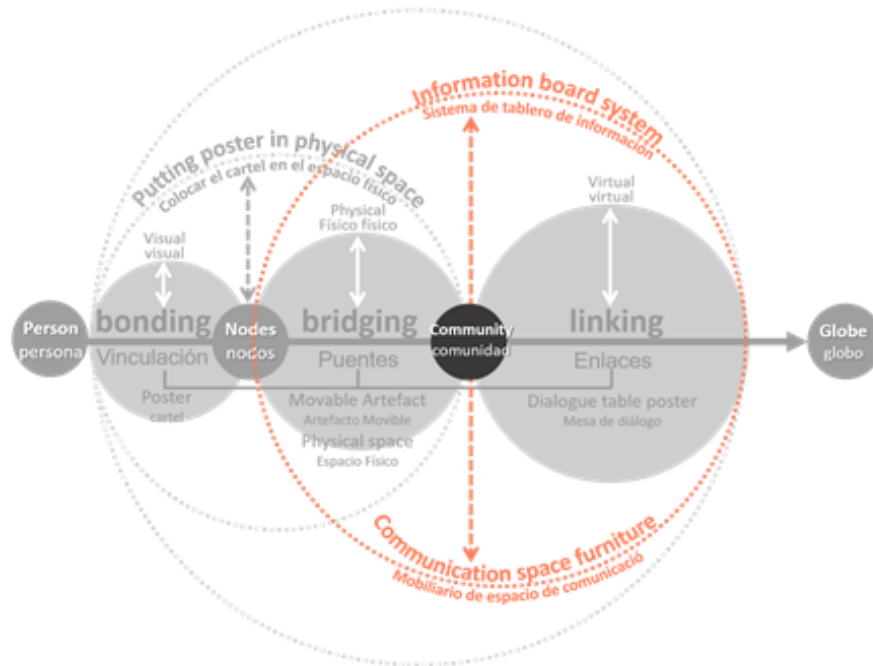 Information board system
Sistema de tablero de información
Putting poster in physical space
Colocar el cartel en el espacio físico
Visual
visual
Physical
Físico físico
Virtual
virtual
Person
persona
bonding
Vinculación
Nodes
nodos
bridging
Puentes
Community
comunidad
linking
Enlaces
Globe
globo
Poster
cartel
Movable Artefact
Artefacto Movible
Physical space
Espacio Físico
Dialogue table poster
Mesa de diálogo
Communication space furniture
Mobiliario de espacio de comunicació